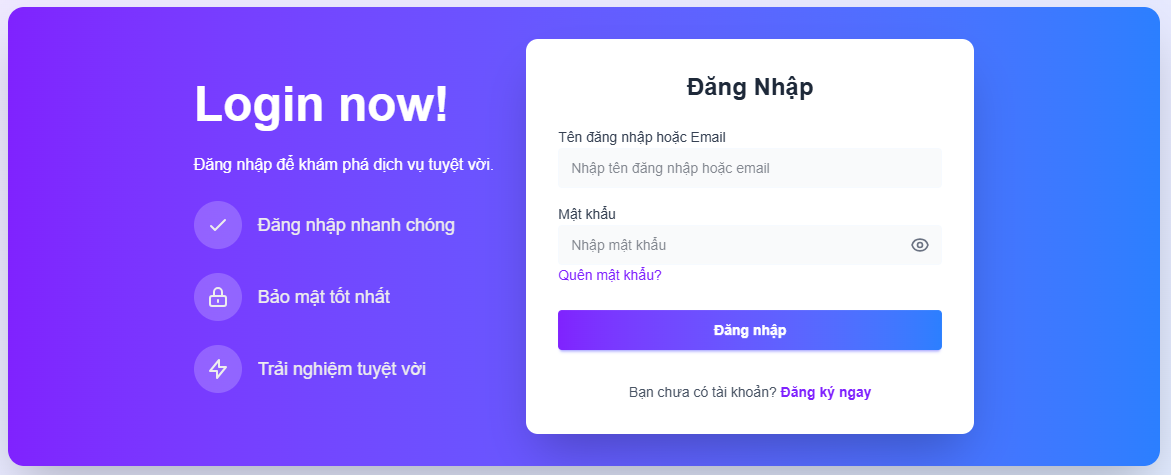 Login now!
Đăng nhập để khám phá dịch vụ tuyệt vời.
Đăng nhập nhanh chóng
Bảo mật tốt nhất
Trải nghiệm tuyệt vời
Đăng Nhập
Tên đăng nhập hoặc Email
Nhập tên đăng nhập hoặc email
Mật khẩu
Nhập mật khẩu
Quên mật khẩu?
Đăng nhập
Bạn chưa có tài khoản? Đăng ký ngay